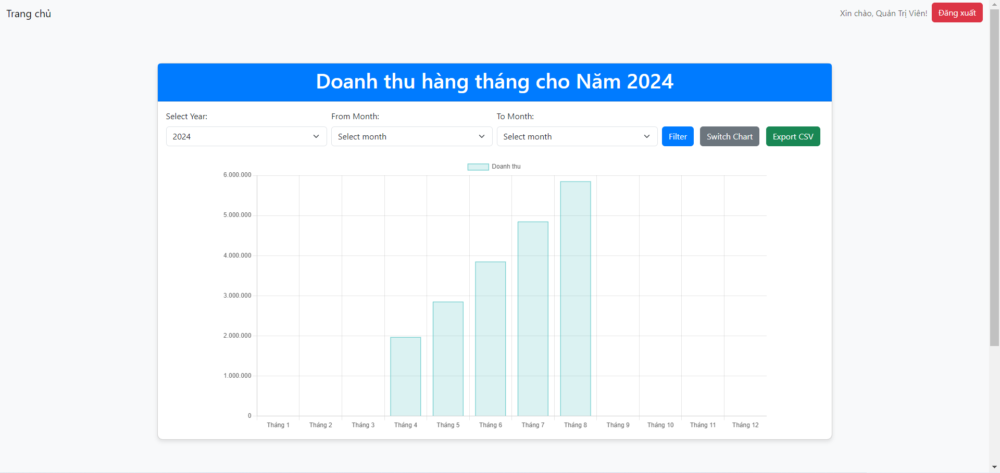 Trang chủ
Xin chào, Quản Trị Viên! Đăng xuất
Doanh thu hàng tháng cho Năm 2024
Select Year: From Month: To Month:
2024 Select month Select month Filter Switch Chart Export CSV
Doanh thu
6.000.000
5.000.000
4.000.000
3.000.000
2.000.000
1.000.000
0
Tháng 1 Tháng 2 Tháng 3 Tháng 4 Tháng 5 Tháng 6 Tháng 7 Tháng 8 Tháng 9 Tháng 10 Tháng 11 Tháng 12